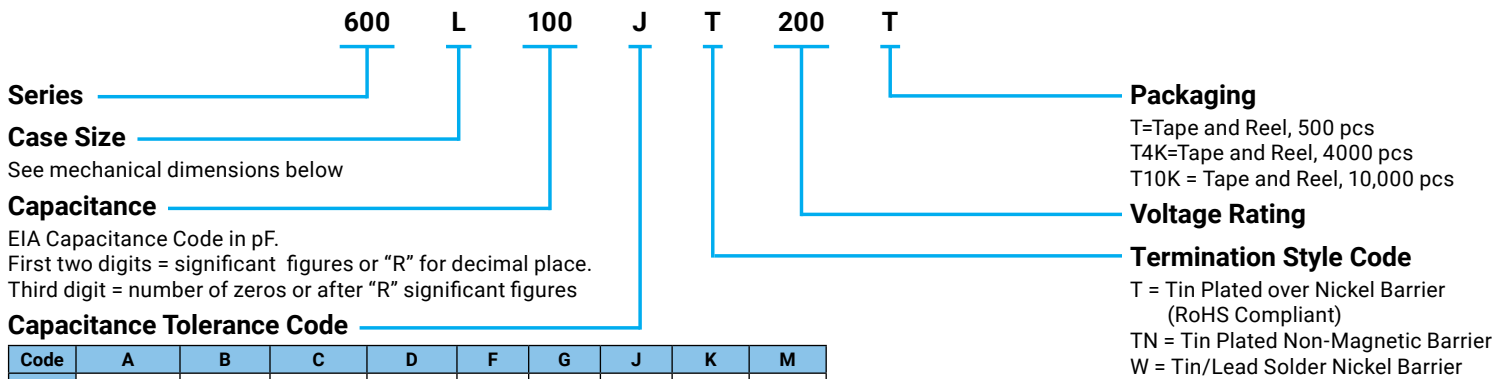 600 L 100 J T 200 T
Series
Case Size
See mechanical dimensions below
Capacitance
EIA Capacitance Code in pF.
First two digits = significant figures or “R” for decimal place.
Third digit = number of zeros or after “R” significant figures
Capacitance Tolerance Code
Code A B C D F G J K M
Packaging
T=Tape and Reel, 500 pcs
T4K=Tape and Reel, 4000 pcs
T10K = Tape and Reel, 10,000 pcs
Voltage Rating
Termination Style Code
T = Tin Plated over Nickel Barrier
(RoHS Compliant)
TN = Tin Plated Non-Magnetic Barrier
W = Tin/Lead Solder Nickel Barrier